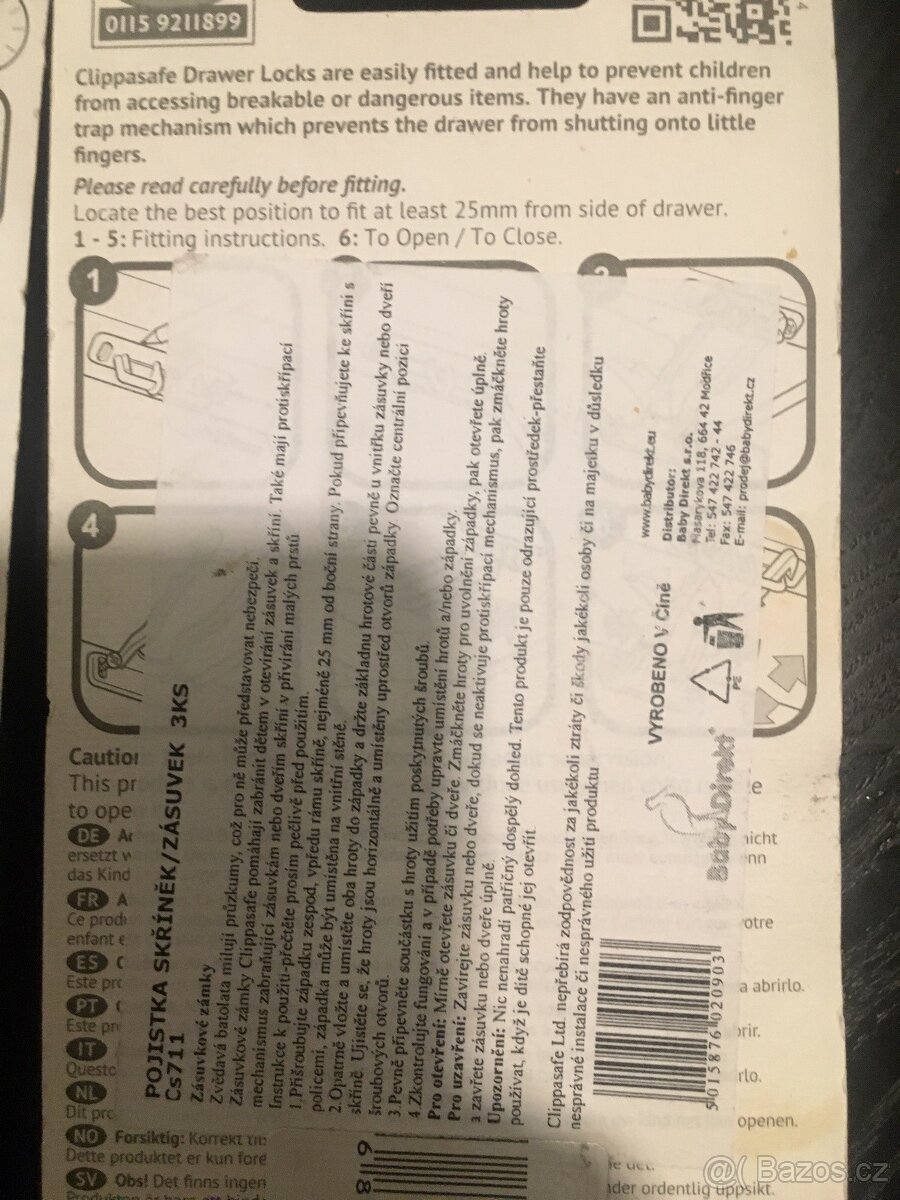 0115 9211899
Clippasafe Drawer Locks are easily fitted and help to prevent children
from accessing breakable or dangerous items. They have an anti-finger
trap mechanism which prevents the drawer from shutting onto little
fingers.
Please read carefully before fitting.
Locate the best position to fit at least 25mm from side of drawer.
1 - 5: Fitting instructions. 6: To Open / To Close.
1
4
POJISTKA SKŘÍNĚK/ZÁSUVEK 3KS
Cs711
Zásuvkové zámky
Zvědavá batolata milují průzkumy, což pro ně může představovat nebezpečí.
Zásuvkové zámky Clippasafe pomáhají zabránit dětem v otevírání zásuvek a skříní. Také mají protiskřípací
mechanismus zabraňující zásuvkám nebo dveřím skříní v přivírání malých prstů
Instrukce k použití-přečtěte prosím pečlivě před použitím.
1.Přišroubujte západku zespod, vpředu rámu skříně, nejméně 25 mm od boční strany. Pokud připevňujete ke skříni s
policemi, západka může být umístěna na vnitřní stěně.
2.Opatrně vložte a umístěte oba hroty do západky a držte základnu hrotové části pevně u vnitřku zásuvky nebo dveří
skříně. Ujistěte se, že hroty jsou horizontálně a umístěny uprostřed otvorů západky. Označte centrální pozici
šroubových otvorů.
3.Pevně připevněte součástku s hroty užitím poskytnutých šroubů.
4.Zkontrolujte fungování a v případě potřeby upravte umístění hrotů a/nebo západky.
Pro otevření: Mírně otevřete zásuvku či dveře. Zmáčkněte hroty pro uvolnění západky, pak otevřete úplně.
Pro uzavření: Zavírejte zásuvku nebo dveře, dokud se neaktivuje protiskřípací mechanismus, pak zmáčkněte hroty
a zavřete zásuvku nebo dveře úplně.
Upozornění: Nic nenahradí patřičný dospělý dohled. Tento produkt je pouze odrazující prostředek-přestaňte
používat, když je dítě schopné jej otevřít.
Clippasafe Ltd. nepřebírá zodpovědnost za jakékoli ztráty či škody jakékoli osoby či na majetku v důsledku
nesprávné instalace či nesprávného užití produktu
5 015876 020903
VYROBENO V ČÍNĚ
PE
BabyDirekt
www.babydirekt.eu
Distributor:
Baby Direkt s.r.o.
Masarykova 118, 664 42 Modřice
Tel: 547 422 742 - 44
Fax: 547 422 746
E-mail: prodej@babydirekt.cz
Caution
This pr
to ope
DE
ersetzt
das Kind
nicht
FR A
Ce prod
enfant
otre
ES
Este pro
a abrirlo.
PT
Este pr
IT
Questo
rlo.
NL
Dit pro
openen.
NO Forsiktig: Korrekt
Dette produktet er kun fore
SV Obs! Det finns ingen
nder ordentlig uppsikt.
6
8
@( Bazos.cz